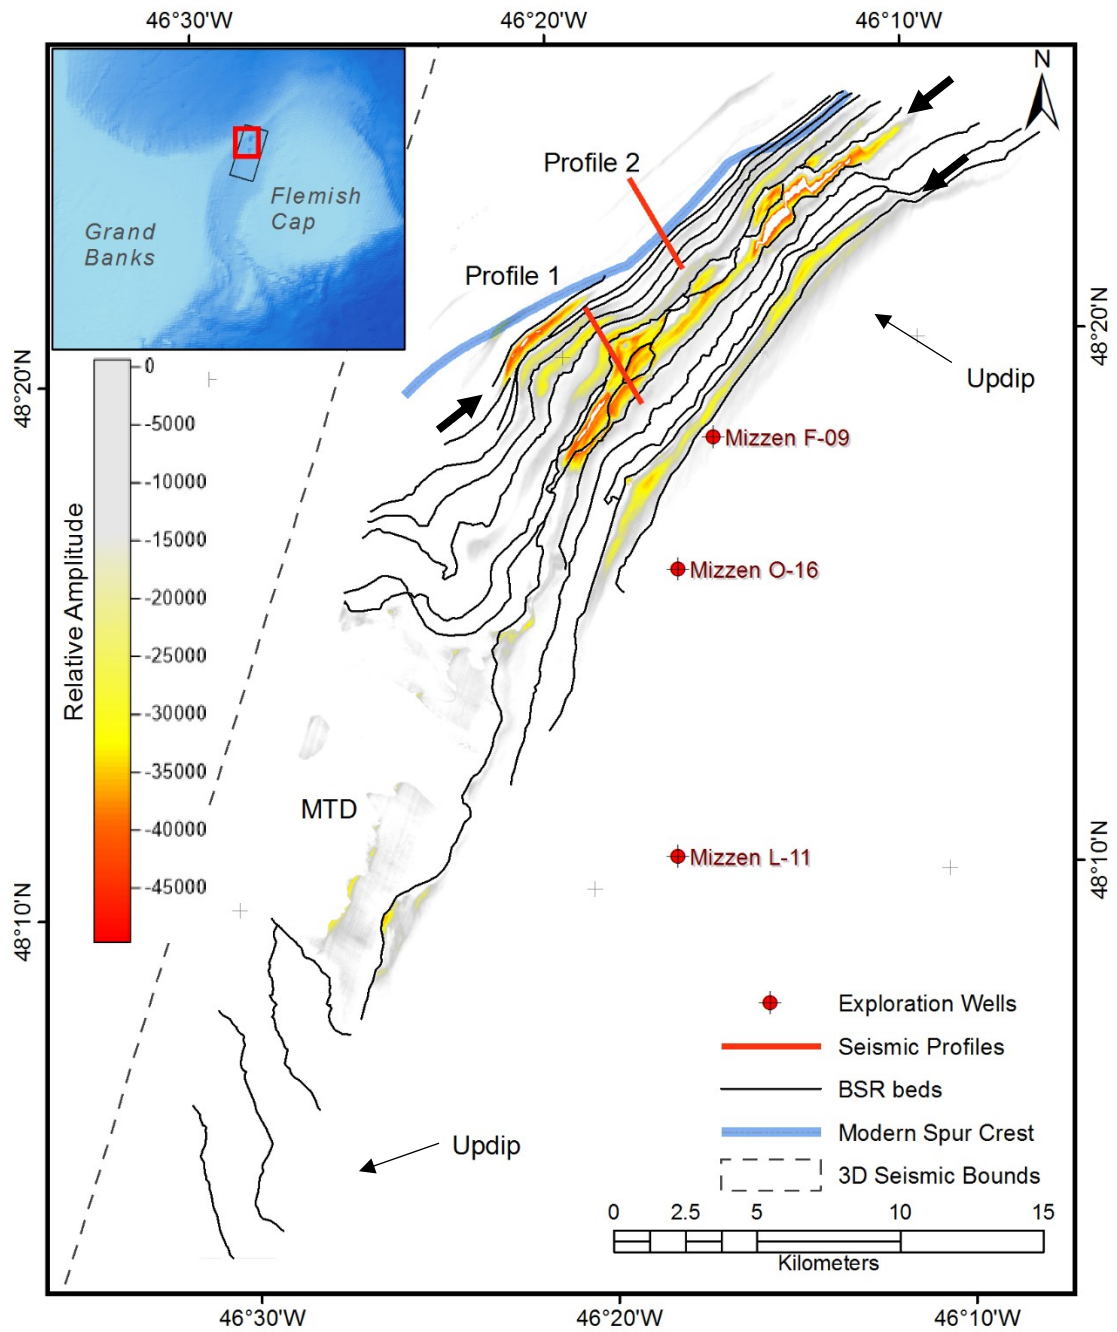 46°30'W
46°20'W
46°10'W
N
Profile 2
Flemish
Cap
Grand
Banks
Profile 1
48°20'N
48°20'N
Updip
0
-5000
-10000
-15000
-20000
-25000
-30000
-35000
-40000
-45000
Relative Amplitude
Mizzen F-09
Mizzen O-16
MTD
Mizzen L-11
48°10'N
48°10'N
Exploration Wells
Seismic Profiles
BSR beds
Modern Spur Crest
3D Seismic Bounds
Updip
0 2.5 5 10 15
Kilometers
46°30'W
46°20'W
46°10'W